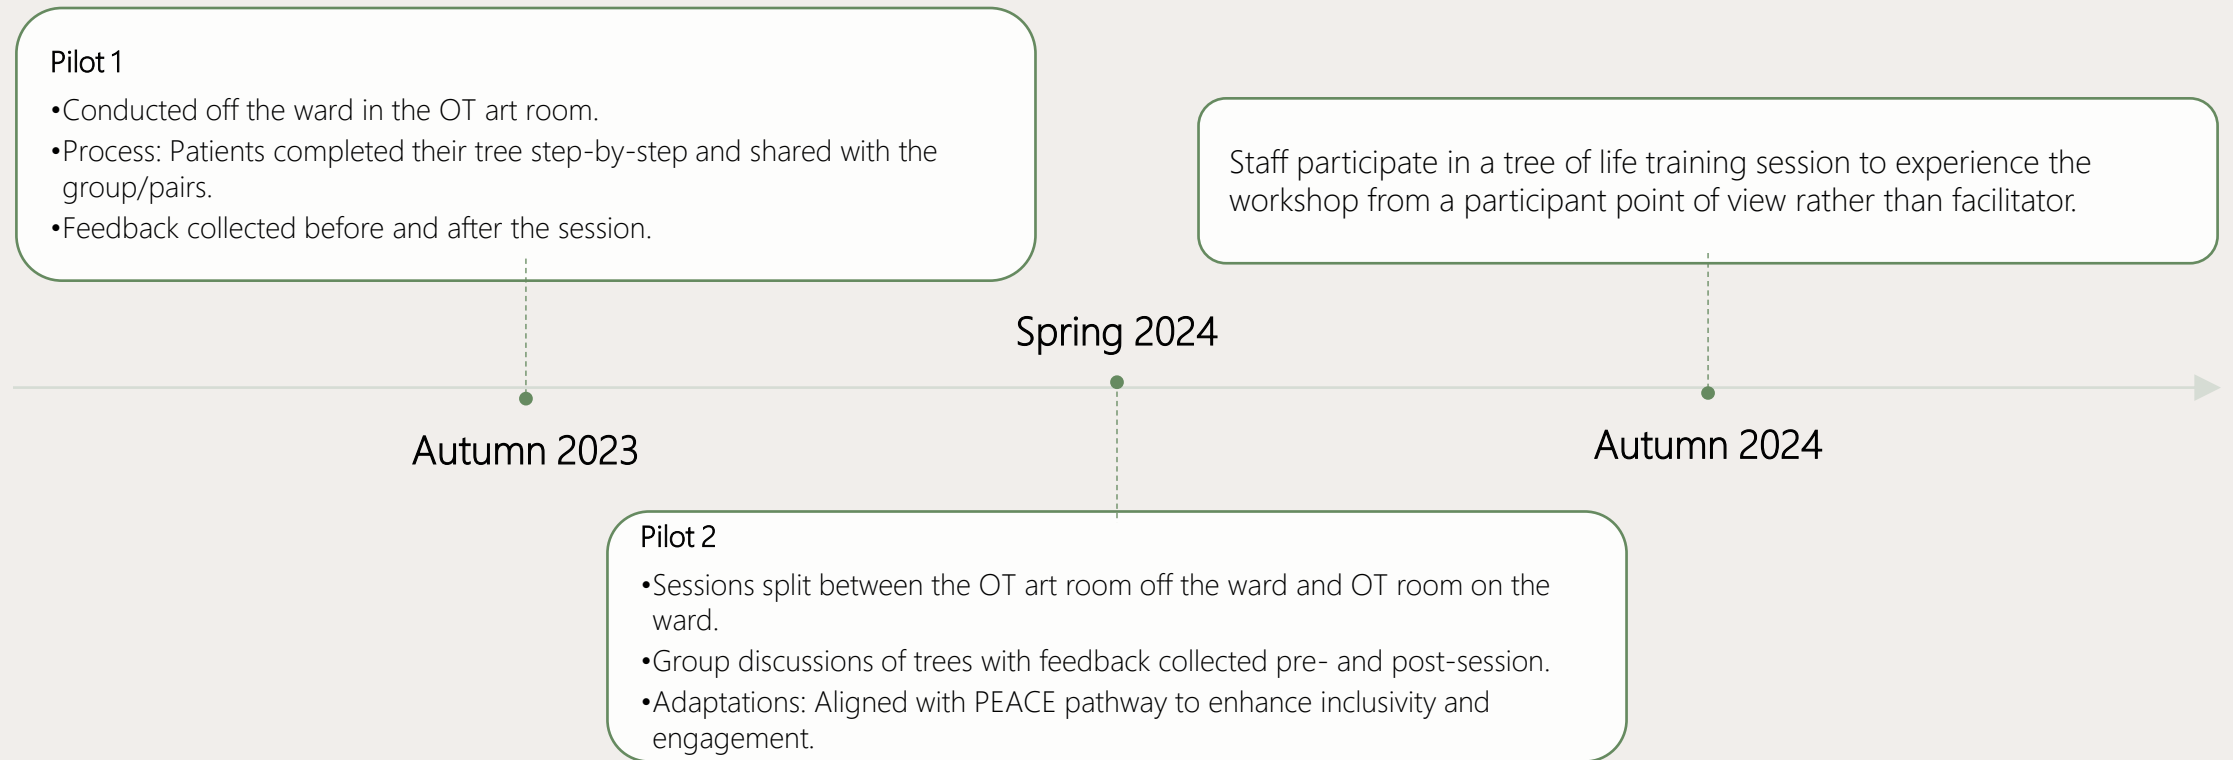 Pilot 1
•Conducted off the ward in the OT art room.
•Process: Patients completed their tree step-by-step and shared with the
group/pairs.
•Feedback collected before and after the session.
Staff participate in a tree of life training session to experience the
workshop from a participant point of view rather than facilitator.
Spring 2024
Autumn 2023
Autumn 2024
Pilot 2
•Sessions split between the OT art room off the ward and OT room on the
ward.
•Group discussions of trees with feedback collected pre- and post-session.
•Adaptations: Aligned with PEACE pathway to enhance inclusivity and
engagement.